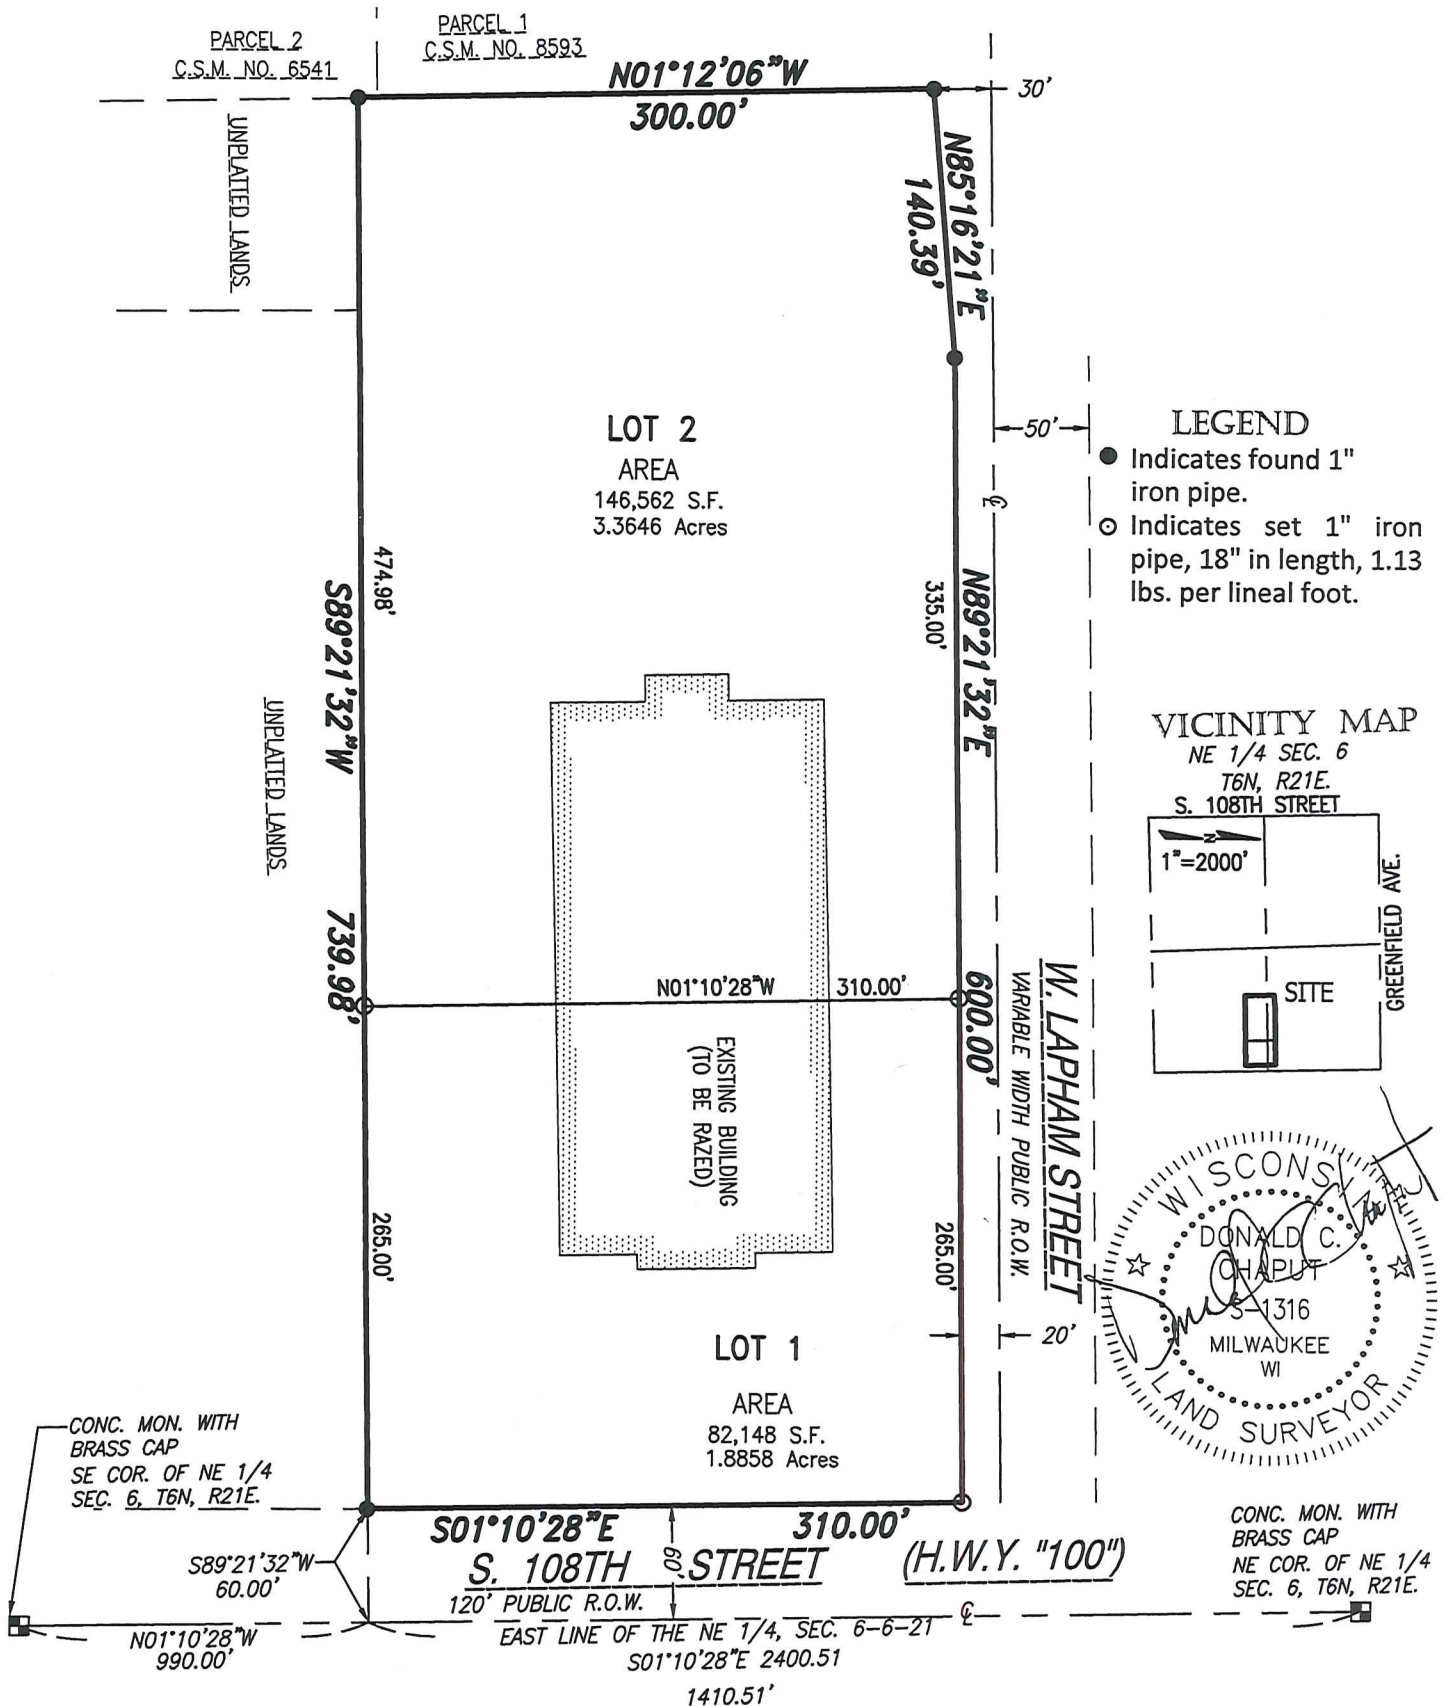 PARCEL 2
C.S.M. NO. 6541
PARCEL 1
C.S.M. NO. 8593
N01°12'06"W
300.00'
30'
UNPLATTED LANDS
N85°16'21"E
140.39'
LOT 2
AREA
146,562 S.F.
3.3646 Acres
50'
℄
LEGEND
Indicates found 1"
iron pipe.
Indicates set 1" iron
pipe, 18" in length, 1.13
lbs. per lineal foot.
474.98'
S89°21'32"W
739.98'
335.00'
N89°21'32"E
600.00'
UNPLATTED LANDS
VICINITY MAP
NE 1/4 SEC. 6
T6N, R21E.
S. 108TH STREET
N
1"=2000'
GREENFIELD AVE.
SITE
N01°10'28"W 310.00'
EXISTING BUILDING
(TO BE RAZED)
W. LAPHAM STREET
VARIABLE WIDTH PUBLIC R.O.W.
265.00'
265.00'
20'
WISCONSIN
DONALD C.
CHAPUT
S-1316
MILWAUKEE
WI
LAND SURVEYOR
LOT 1
AREA
82,148 S.F.
1.8858 Acres
CONC. MON. WITH
BRASS CAP
SE COR. OF NE 1/4
SEC. 6, T6N, R21E.
S01°10'28"E 310.00'
S89°21'32"W
60.00'
60'
S. 108TH STREET (H.W.Y. "100")
120' PUBLIC R.O.W.
CONC. MON. WITH
BRASS CAP
NE COR. OF NE 1/4
SEC. 6, T6N, R21E.
℄
N01°10'28"W
990.00'
EAST LINE OF THE NE 1/4, SEC. 6-6-21
S01°10'28"E 2400.51
1410.51'